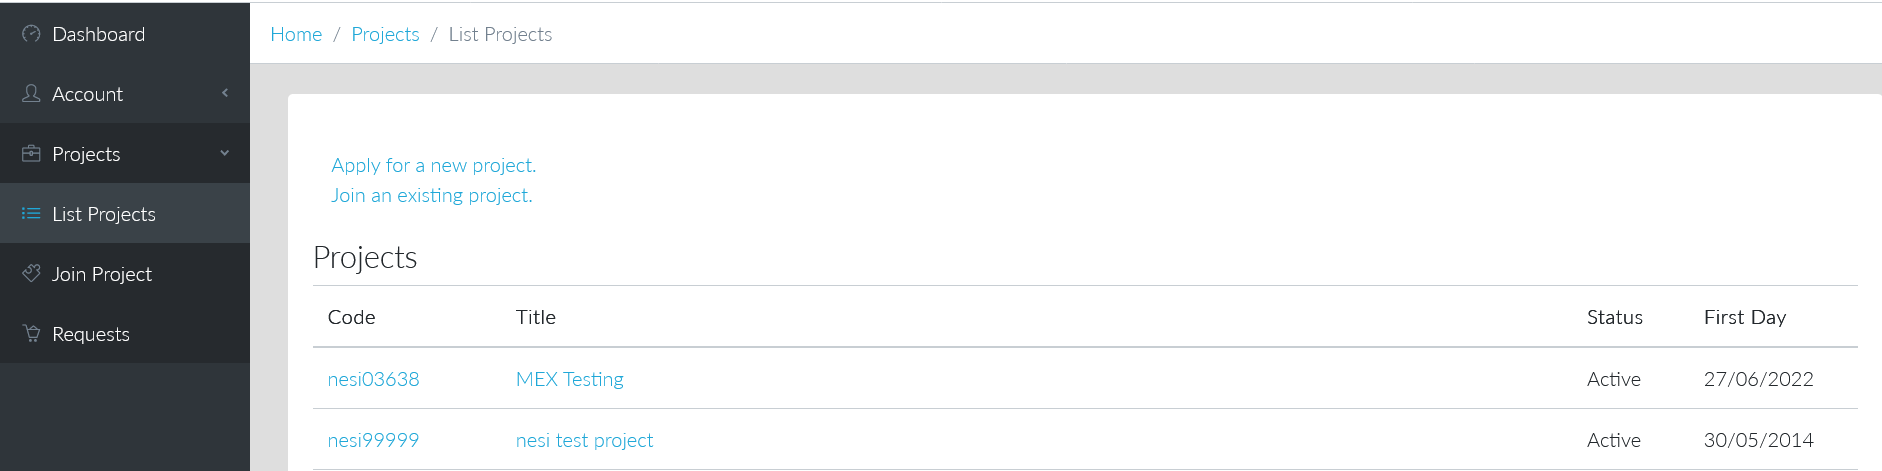 Dashboard
Account
Projects
List Projects
Join Project
Requests
Home / Projects / List Projects
Apply for a new project.
Join an existing project.
Projects
Code Title Status First Day
nesi03638 MEX Testing Active 27/06/2022
nesi99999 nesi test project Active 30/05/2014